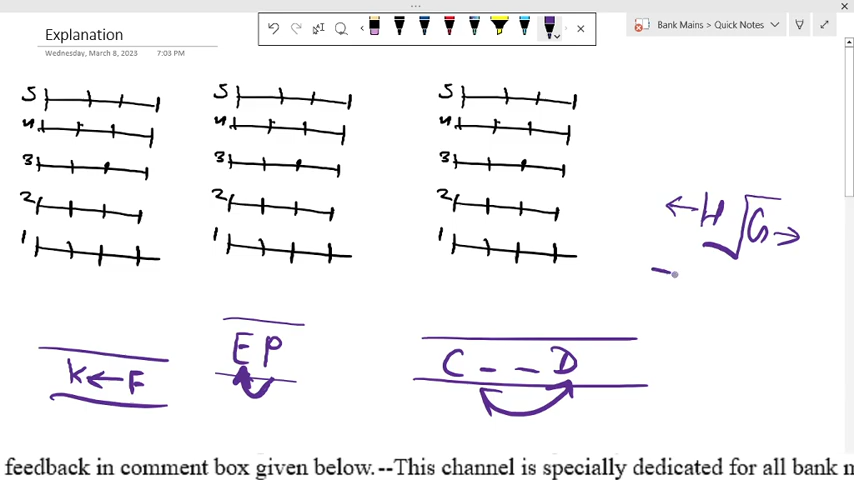 Explanation
Wednesday, March 8, 2023 7:03 PM
Bank Mains > Quick Notes
5 5 5
4 4 4
3 3 3
2 2 2
1 1 1
← H √G →
K ← F
E P
C _ _ D
feedback in comment box given below.--This channel is specially dedicated for all bank m